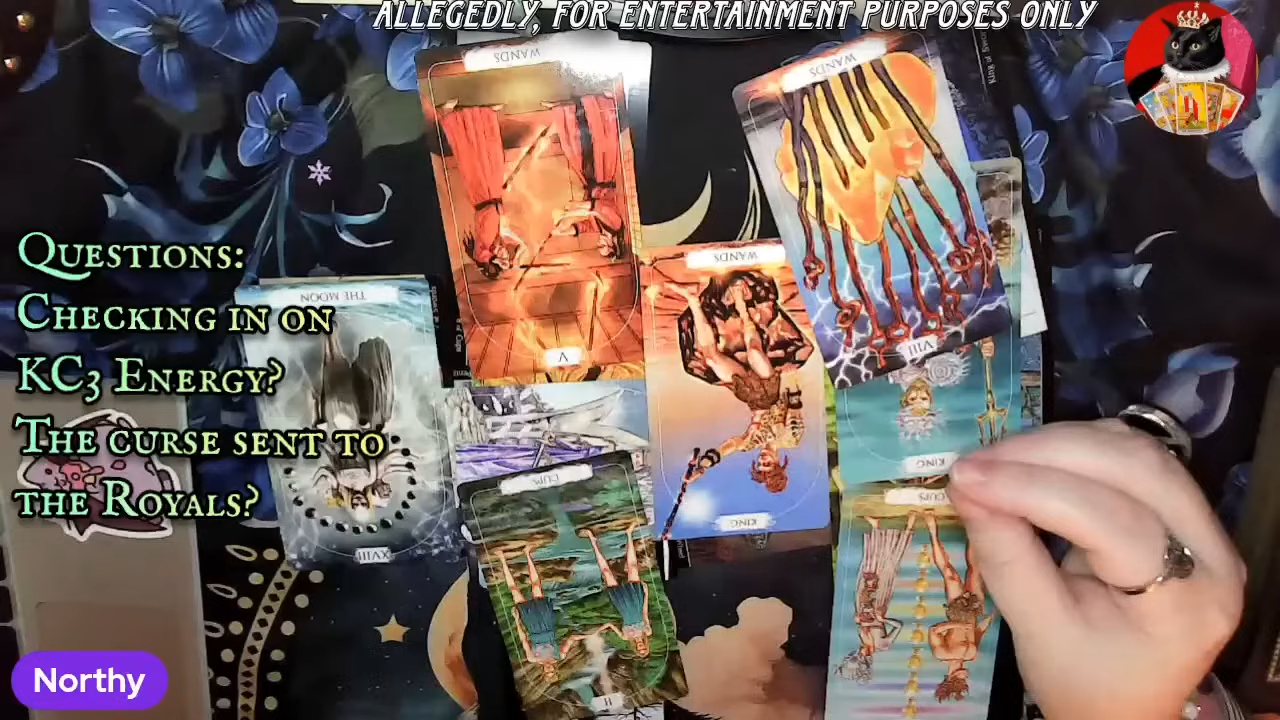 ALLEGEDLY, FOR ENTERTAINMENT PURPOSES ONLY
WANDS
WANDS
Questions:
Checking in on
KC3 Energy?
The curse sent to
the Royals?
THE MOON
WANDS
V
VIII
KING
CUPS
CUPS
KING
XVIII
II
Northy